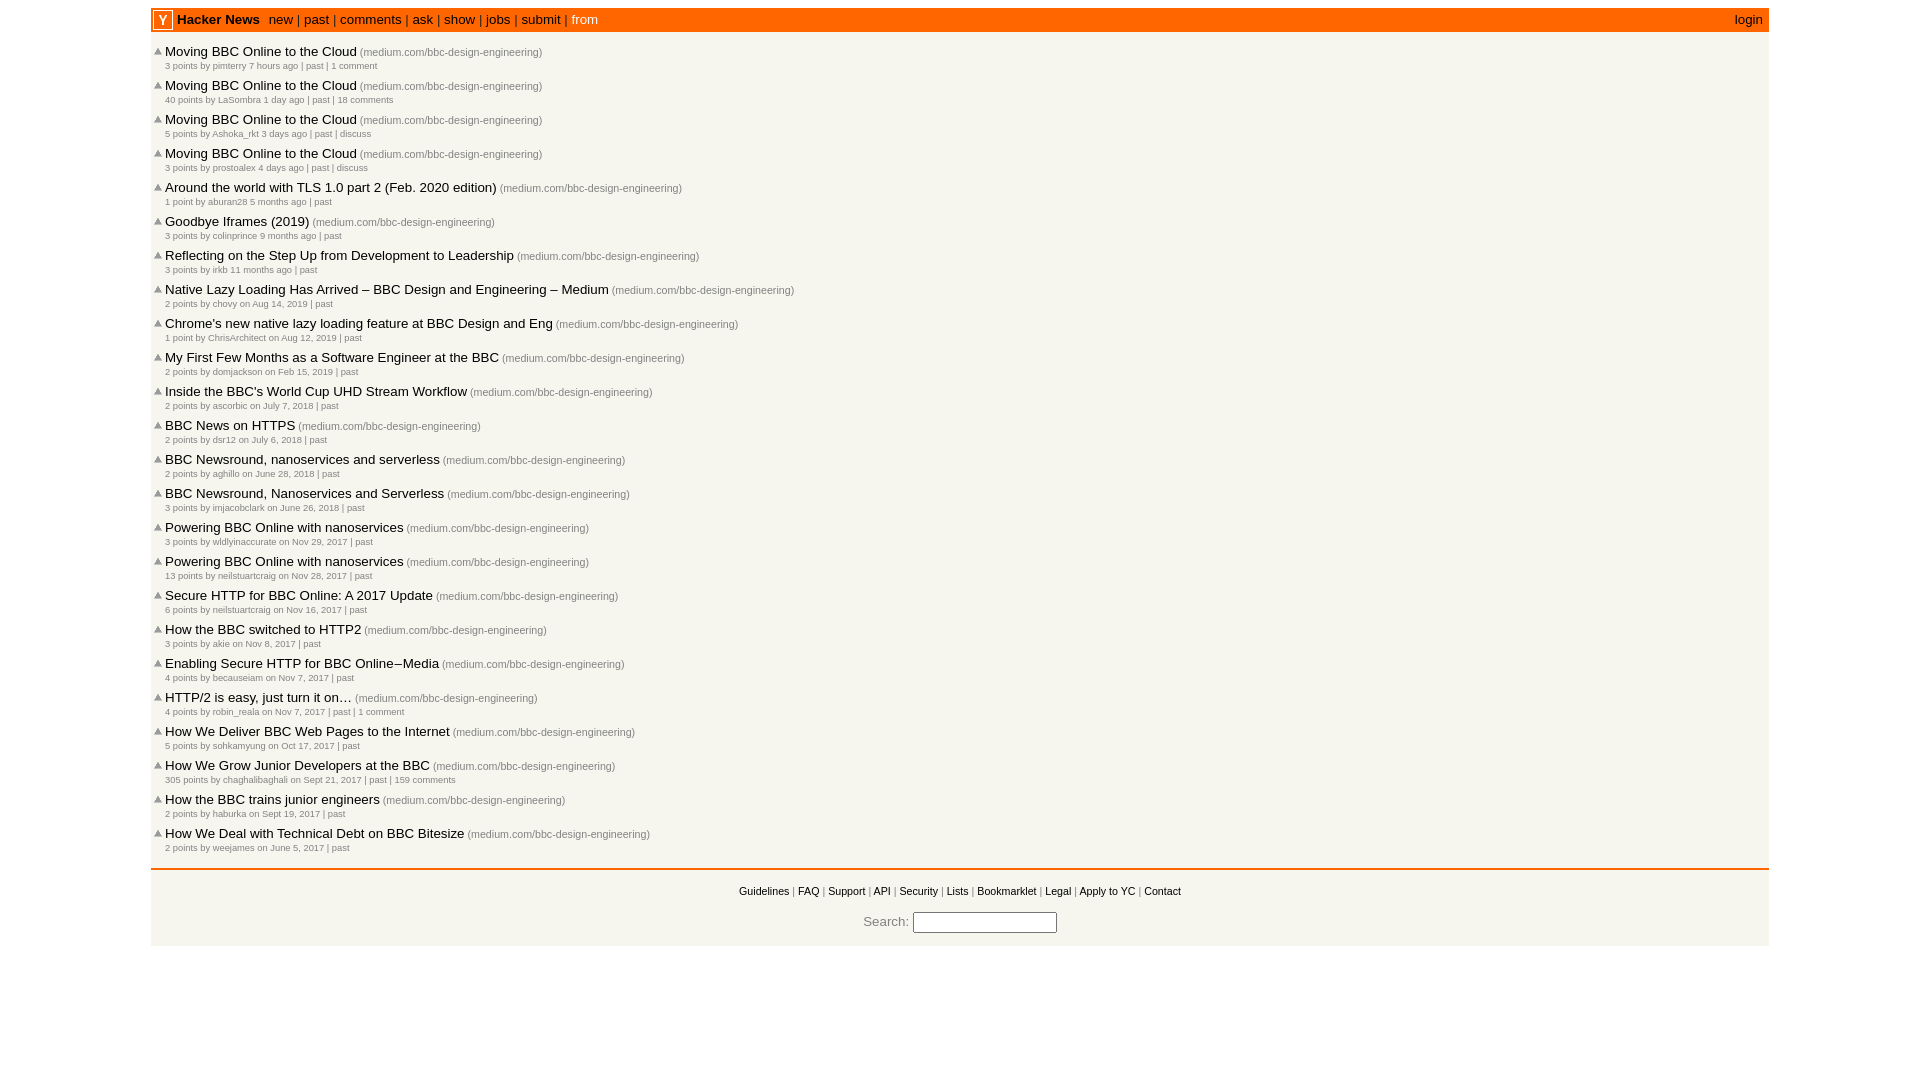 Y Hacker News new | past | comments | ask | show | jobs | submit | from login
Moving BBC Online to the Cloud (medium.com/bbc-design-engineering)
3 points by pimterry 7 hours ago | past | 1 comment
Moving BBC Online to the Cloud (medium.com/bbc-design-engineering)
40 points by LaSombra 1 day ago | past | 18 comments
Moving BBC Online to the Cloud (medium.com/bbc-design-engineering)
5 points by Ashoka_rkt 3 days ago | past | discuss
Moving BBC Online to the Cloud (medium.com/bbc-design-engineering)
3 points by prostoalex 4 days ago | past | discuss
Around the world with TLS 1.0 part 2 (Feb. 2020 edition) (medium.com/bbc-design-engineering)
1 point by aburan28 5 months ago | past
Goodbye Iframes (2019) (medium.com/bbc-design-engineering)
3 points by colinprince 9 months ago | past
Reflecting on the Step Up from Development to Leadership (medium.com/bbc-design-engineering)
3 points by irkb 11 months ago | past
Native Lazy Loading Has Arrived – BBC Design and Engineering – Medium (medium.com/bbc-design-engineering)
2 points by chovy on Aug 14, 2019 | past
Chrome's new native lazy loading feature at BBC Design and Eng (medium.com/bbc-design-engineering)
1 point by ChrisArchitect on Aug 12, 2019 | past
My First Few Months as a Software Engineer at the BBC (medium.com/bbc-design-engineering)
2 points by domjackson on Feb 15, 2019 | past
Inside the BBC's World Cup UHD Stream Workflow (medium.com/bbc-design-engineering)
2 points by ascorbic on July 7, 2018 | past
BBC News on HTTPS (medium.com/bbc-design-engineering)
2 points by dsr12 on July 6, 2018 | past
BBC Newsround, nanoservices and serverless (medium.com/bbc-design-engineering)
2 points by aghillo on June 28, 2018 | past
BBC Newsround, Nanoservices and Serverless (medium.com/bbc-design-engineering)
3 points by imjacobclark on June 26, 2018 | past
Powering BBC Online with nanoservices (medium.com/bbc-design-engineering)
3 points by wldlyinaccurate on Nov 29, 2017 | past
Powering BBC Online with nanoservices (medium.com/bbc-design-engineering)
13 points by neilstuartcraig on Nov 28, 2017 | past
Secure HTTP for BBC Online: A 2017 Update (medium.com/bbc-design-engineering)
6 points by neilstuartcraig on Nov 16, 2017 | past
How the BBC switched to HTTP2 (medium.com/bbc-design-engineering)
3 points by akie on Nov 8, 2017 | past
Enabling Secure HTTP for BBC Online – Media (medium.com/bbc-design-engineering)
4 points by becauseiam on Nov 7, 2017 | past
HTTP/2 is easy, just turn it on… (medium.com/bbc-design-engineering)
4 points by robin_reala on Nov 7, 2017 | past | 1 comment
How We Deliver BBC Web Pages to the Internet (medium.com/bbc-design-engineering)
5 points by sohkamyung on Oct 17, 2017 | past
How We Grow Junior Developers at the BBC (medium.com/bbc-design-engineering)
305 points by chaghalibaghali on Sept 21, 2017 | past | 159 comments
How the BBC trains junior engineers (medium.com/bbc-design-engineering)
2 points by haburka on Sept 19, 2017 | past
How We Deal with Technical Debt on BBC Bitesize (medium.com/bbc-design-engineering)
2 points by weejames on June 5, 2017 | past
Guidelines | FAQ | Support | API | Security | Lists | Bookmarklet | Legal | Apply to YC | Contact
Search: